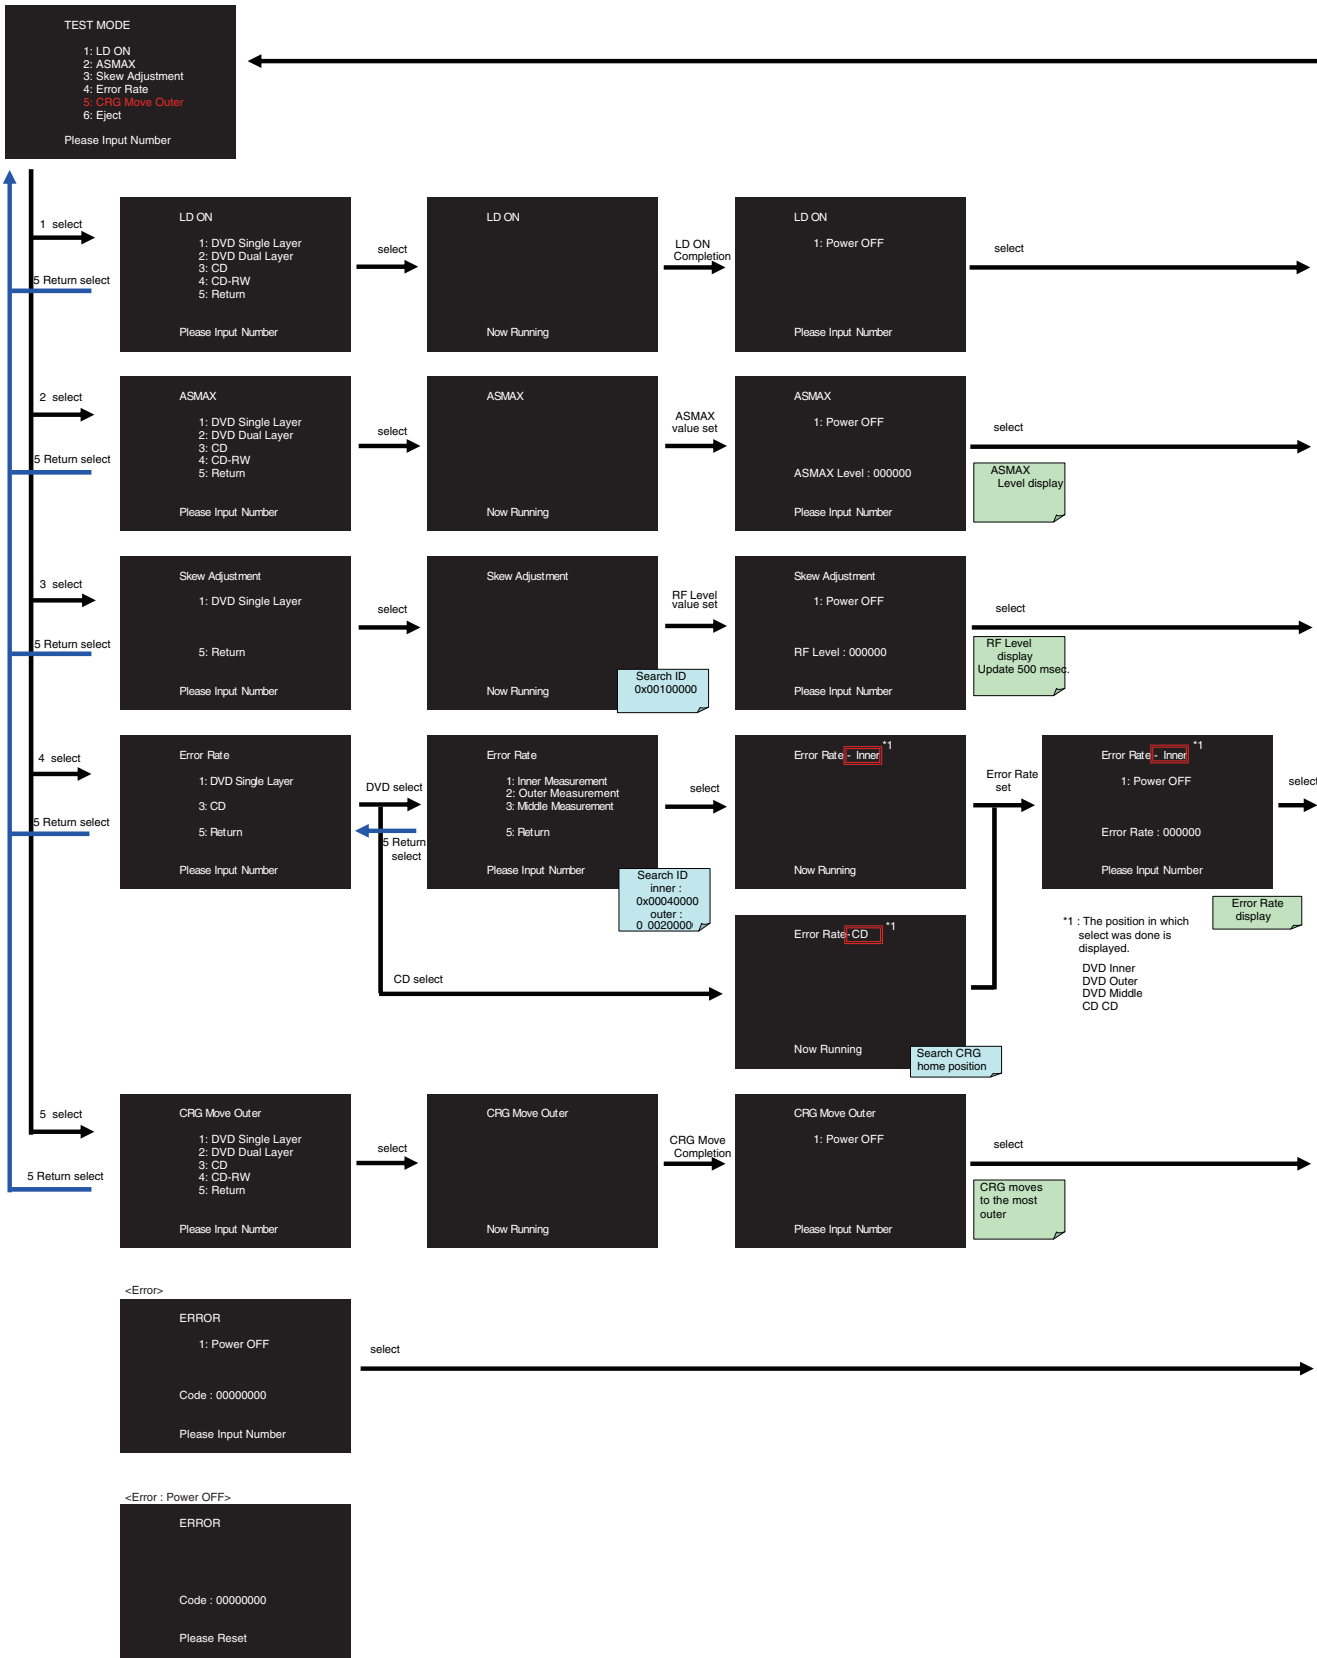 TEST MODE
1: LD ON
2: ASMAX
3: Skew Adjustment
4: Error Rate
5: CRG Move Outer
6: Eject
Please Input Number
1 select
5 Return select
LD ON
1: DVD Single Layer
2: DVD Dual Layer
3: CD
4: CD-RW
5: Return
Please Input Number
select
LD ON
Now Running
LD ON
Completion
LD ON
1: Power OFF
Please Input Number
select
2 select
5 Return select
ASMAX
1: DVD Single Layer
2: DVD Dual Layer
3: CD
4: CD-RW
5: Return
Please Input Number
select
ASMAX
Now Running
ASMAX
value set
ASMAX
1: Power OFF
ASMAX Level : 000000
Please Input Number
select
ASMAX
Level display
3 select
5 Return select
Skew Adjustment
1: DVD Single Layer
5: Return
Please Input Number
select
Skew Adjustment
Now Running
Search ID
0x00100000
RF Level
value set
Skew Adjustment
1: Power OFF
RF Level : 000000
Please Input Number
select
RF Level
display
Update 500 msec.
4 select
5 Return select
Error Rate
1: DVD Single Layer
3: CD
5: Return
Please Input Number
DVD select
5 Return
select
CD select
Error Rate
1: Inner Measurement
2: Outer Measurement
3: Middle Measurement
5: Return
Please Input Number
Search ID
inner :
0x00040000
outer :
select
Error Rate - Inner *1
Now Running
Error Rate -CD *1
Now Running
Search CRG
home position
Error Rate
set
Error Rate - Inner *1
1: Power OFF
Error Rate : 000000
Please Input Number
select
Error Rate
display
*1 : The position in which
select was done is
displayed.
DVD Inner
DVD Outer
DVD Middle
CD CD
5 select
5 Return select
CRG Move Outer
1: DVD Single Layer
2: DVD Dual Layer
3: CD
4: CD-RW
5: Return
Please Input Number
select
CRG Move Outer
Now Running
CRG Move
Completion
CRG Move Outer
1: Power OFF
Please Input Number
select
CRG moves
to the most
outer
<Error>
ERROR
1: Power OFF
Code : 00000000
Please Input Number
select
<Error : Power OFF>
ERROR
Code : 00000000
Please Reset